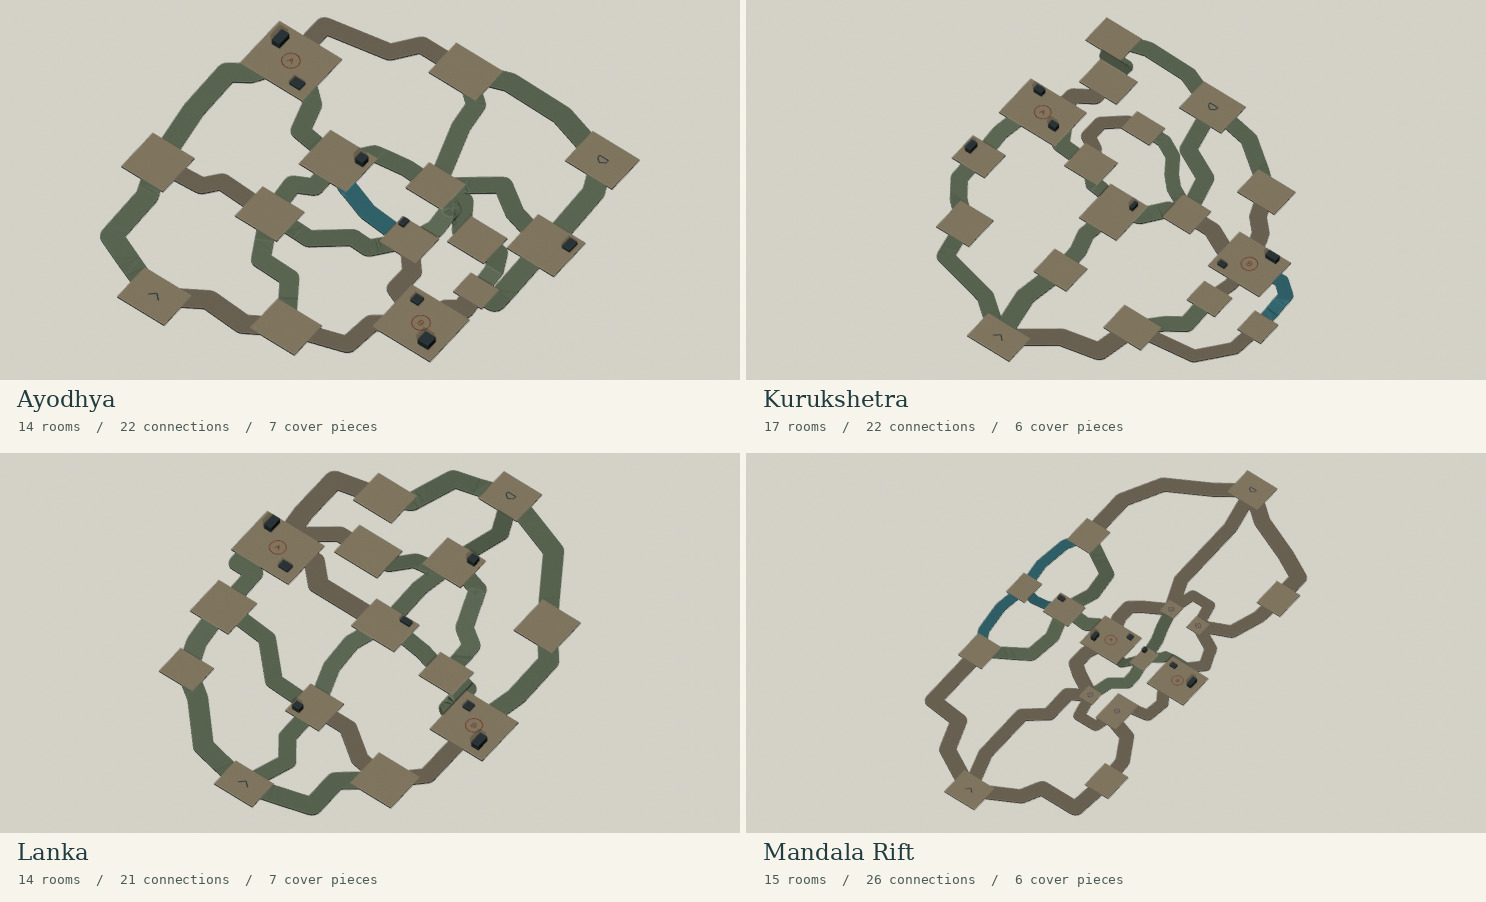 Ayodhya
14 rooms / 22 connections / 7 cover pieces
Kurukshetra
17 rooms / 22 connections / 6 cover pieces
Lanka
14 rooms / 21 connections / 7 cover pieces
Mandala Rift
15 rooms / 26 connections / 6 cover pieces